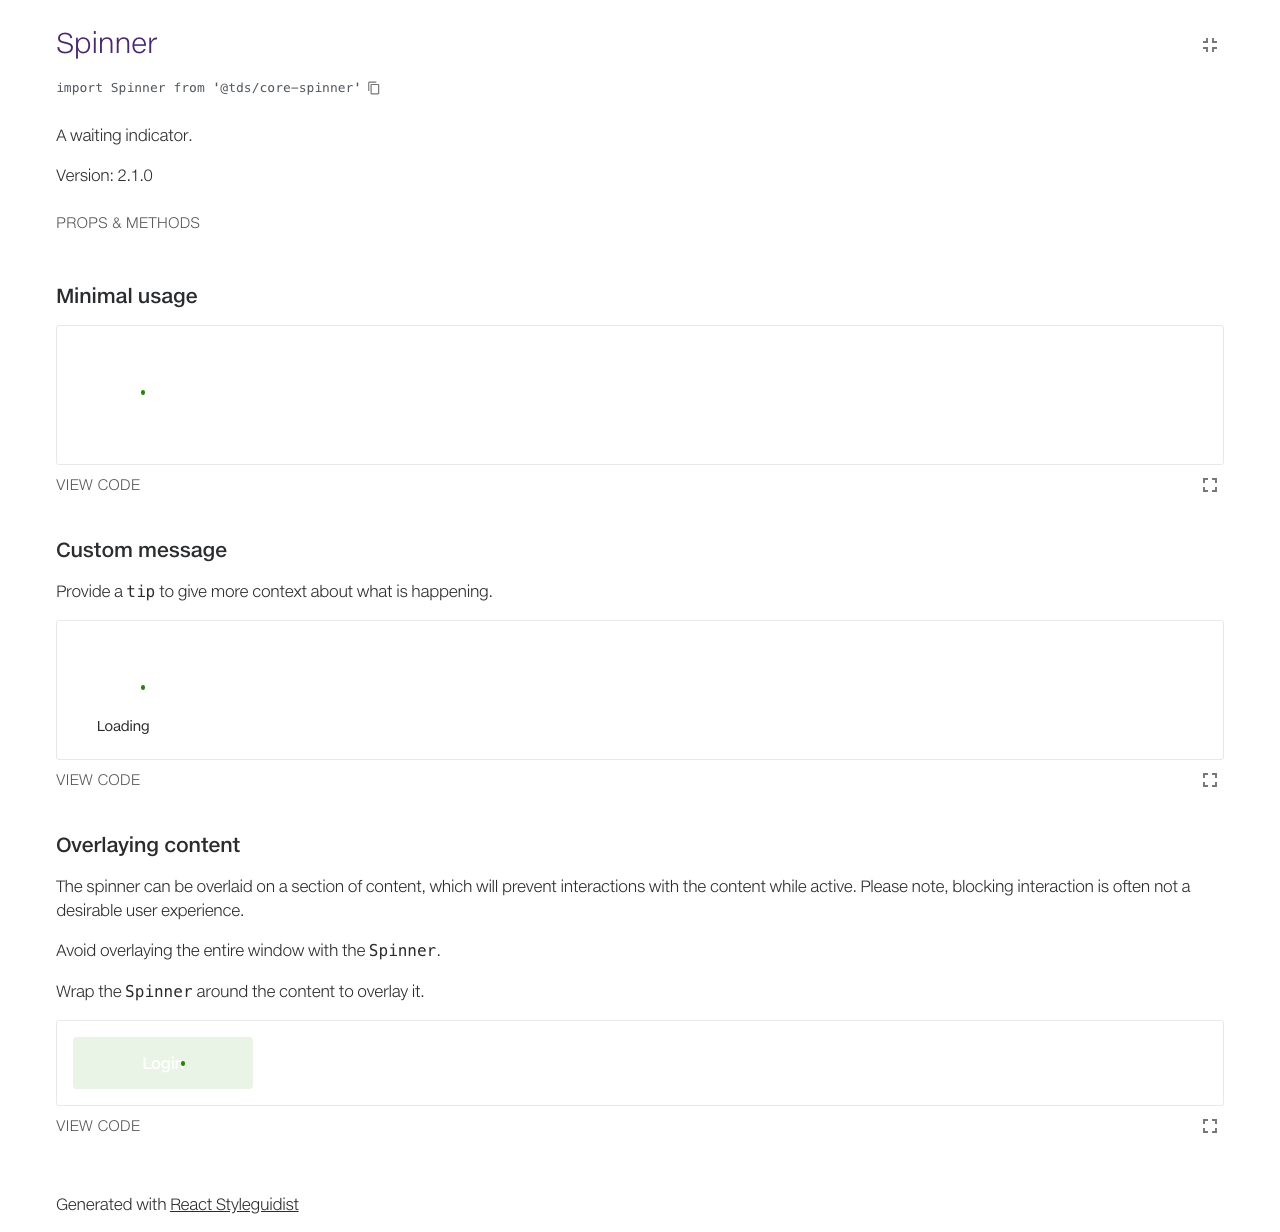 Spinner
import Spinner from '@tds/core-spinner'
A waiting indicator.
Version: 2.1.0
PROPS & METHODS
Minimal usage
VIEW CODE
Custom message
Provide a tip to give more context about what is happening.
Loading
VIEW CODE
Overlaying content
The spinner can be overlaid on a section of content, which will prevent interactions with the content while active. Please note, blocking interaction is often not a
desirable user experience.
Avoid overlaying the entire window with the Spinner.
Wrap the Spinner around the content to overlay it.
Login
VIEW CODE
Generated with React Styleguidist